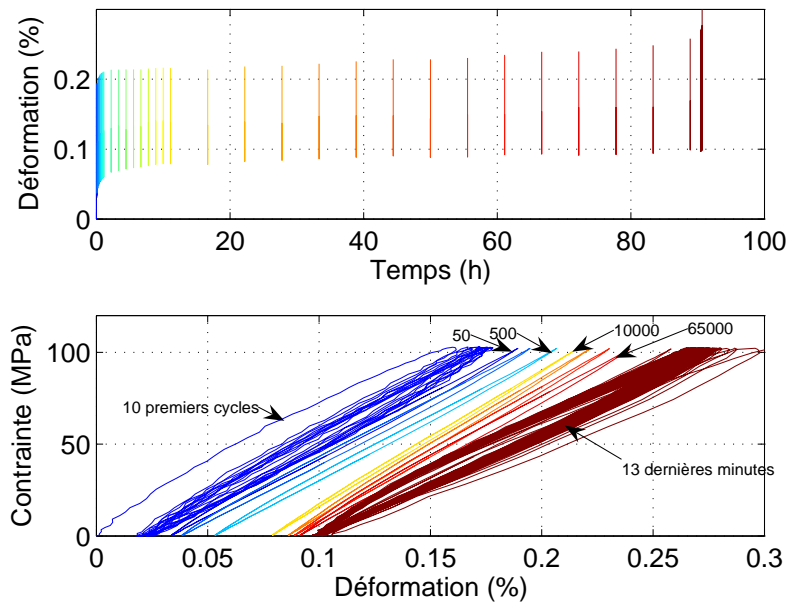 Déformation (%)
0.2
0.1
0
0 20 40 60 80 100
Temps (h)
Contrainte (MPa)
100
50
0
50 500 10000 65000
10 premiers cycles
13 dernières minutes
0 0.05 0.1 0.15 0.2 0.25 0.3
Déformation (%)